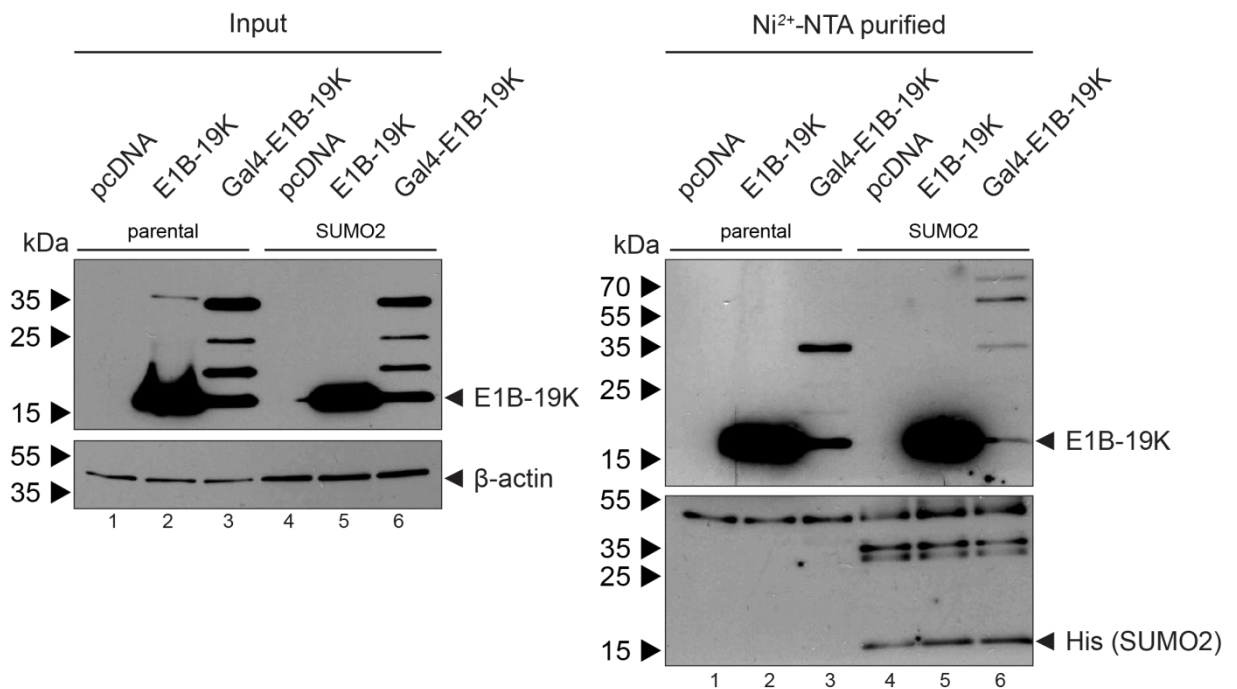 Input
pcDNA
E1B-19K
Gal4-E1B-19K
pcDNA
E1B-19K
Gal4-E1B-19K
kDa
parental
SUMO2
35
25
15
E1B-19K
55
35
β-actin
1 2 3 4 5 6
Ni²⁺-NTA purified
pcDNA
E1B-19K
Gal4-E1B-19K
pcDNA
E1B-19K
Gal4-E1B-19K
kDa
parental
SUMO2
70
55
35
25
15
E1B-19K
55
35
25
15
His (SUMO2)
1 2 3 4 5 6